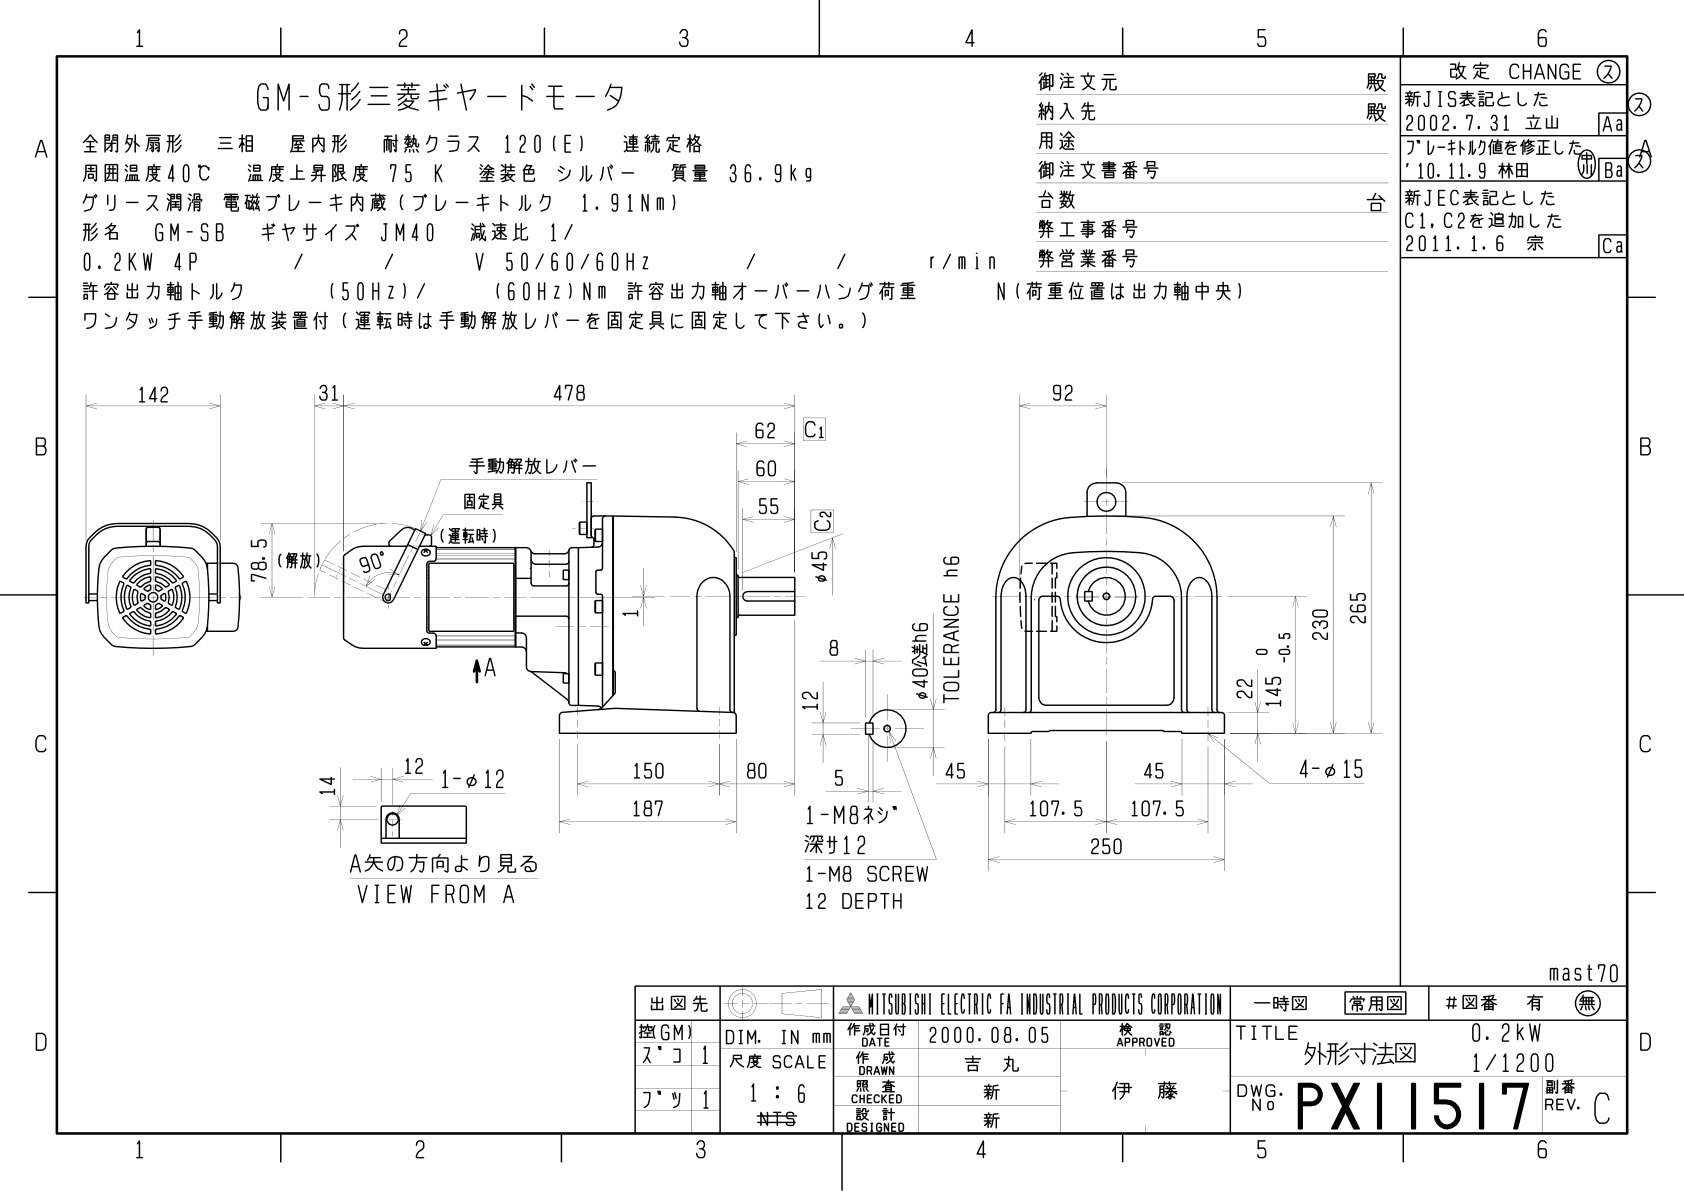 1 2 3 4 5 6
GM-S形三菱ギヤードモータ
全閉外扇形 三相 屋内形 耐熱クラス 120(E) 連続定格
周囲温度40℃ 温度上昇限度 75 K 塗装色 シルバー 質量 36.9kg
グリース潤滑 電磁ブレーキ内蔵(ブレーキトルク 1.91Nm)
形名 GM-SB ギヤサイズ JM40 減速比 1/
0.2KW 4P / / V 50/60/60Hz / / r/min
許容出力軸トルク (50Hz)/ (60Hz)Nm 許容出力軸オーバーハング荷重 N(荷重位置は出力軸中央)
ワンタッチ手動解放装置付(運転時は手動解放レバーを固定具に固定して下さい。)
御注文元 殿
納入先 殿
用途
御注文書番号
台数 台
弊工事番号
弊営業番号
改定 CHANGE ス
新JIS表記とした ス
2002.7.31 立山 Aa
ブレーキトルク値を修正した
'10.11.9 林田 Ba ス
新JEC表記とした
C1,C2を追加した
2011.1.6 宗 Ca
A A
B B
C C
D D
142
31
478
62 C1
60
55
C2
φ45
手動解放レバー
固定具
(運転時)
(解放)
90°
78.5
1
A
150
80
187
12
14
1-φ12
A矢の方向より見る
VIEW FROM A
8
12
5
φ40公差h6
TOLERANCE h6
1-M8ネジ
深サ12
1-M8 SCREW
12 DEPTH
92
265
230
145 0 -0.5
22
45
45
4-φ15
107.5
107.5
250
mast70
出図先
控(GM)
ズコ 1
ブツ 1
DIM. IN mm
尺度 SCALE
1 : 6
NTS
MITSUBISHI ELECTRIC FA INDUSTRIAL PRODUCTS CORPORATION
作成日付
DATE
2000.08.05
検 認
APPROVED
作 成
DRAWN
吉 丸
照 査
CHECKED
新
伊 藤
設 計
DESIGNED
新
一時図 常用図 #図番 有 無
TITLE
外形寸法図
0.2kW
1/1200
DWG.
No
PX11517
副番
REV.
C
1 2 3 4 5 6